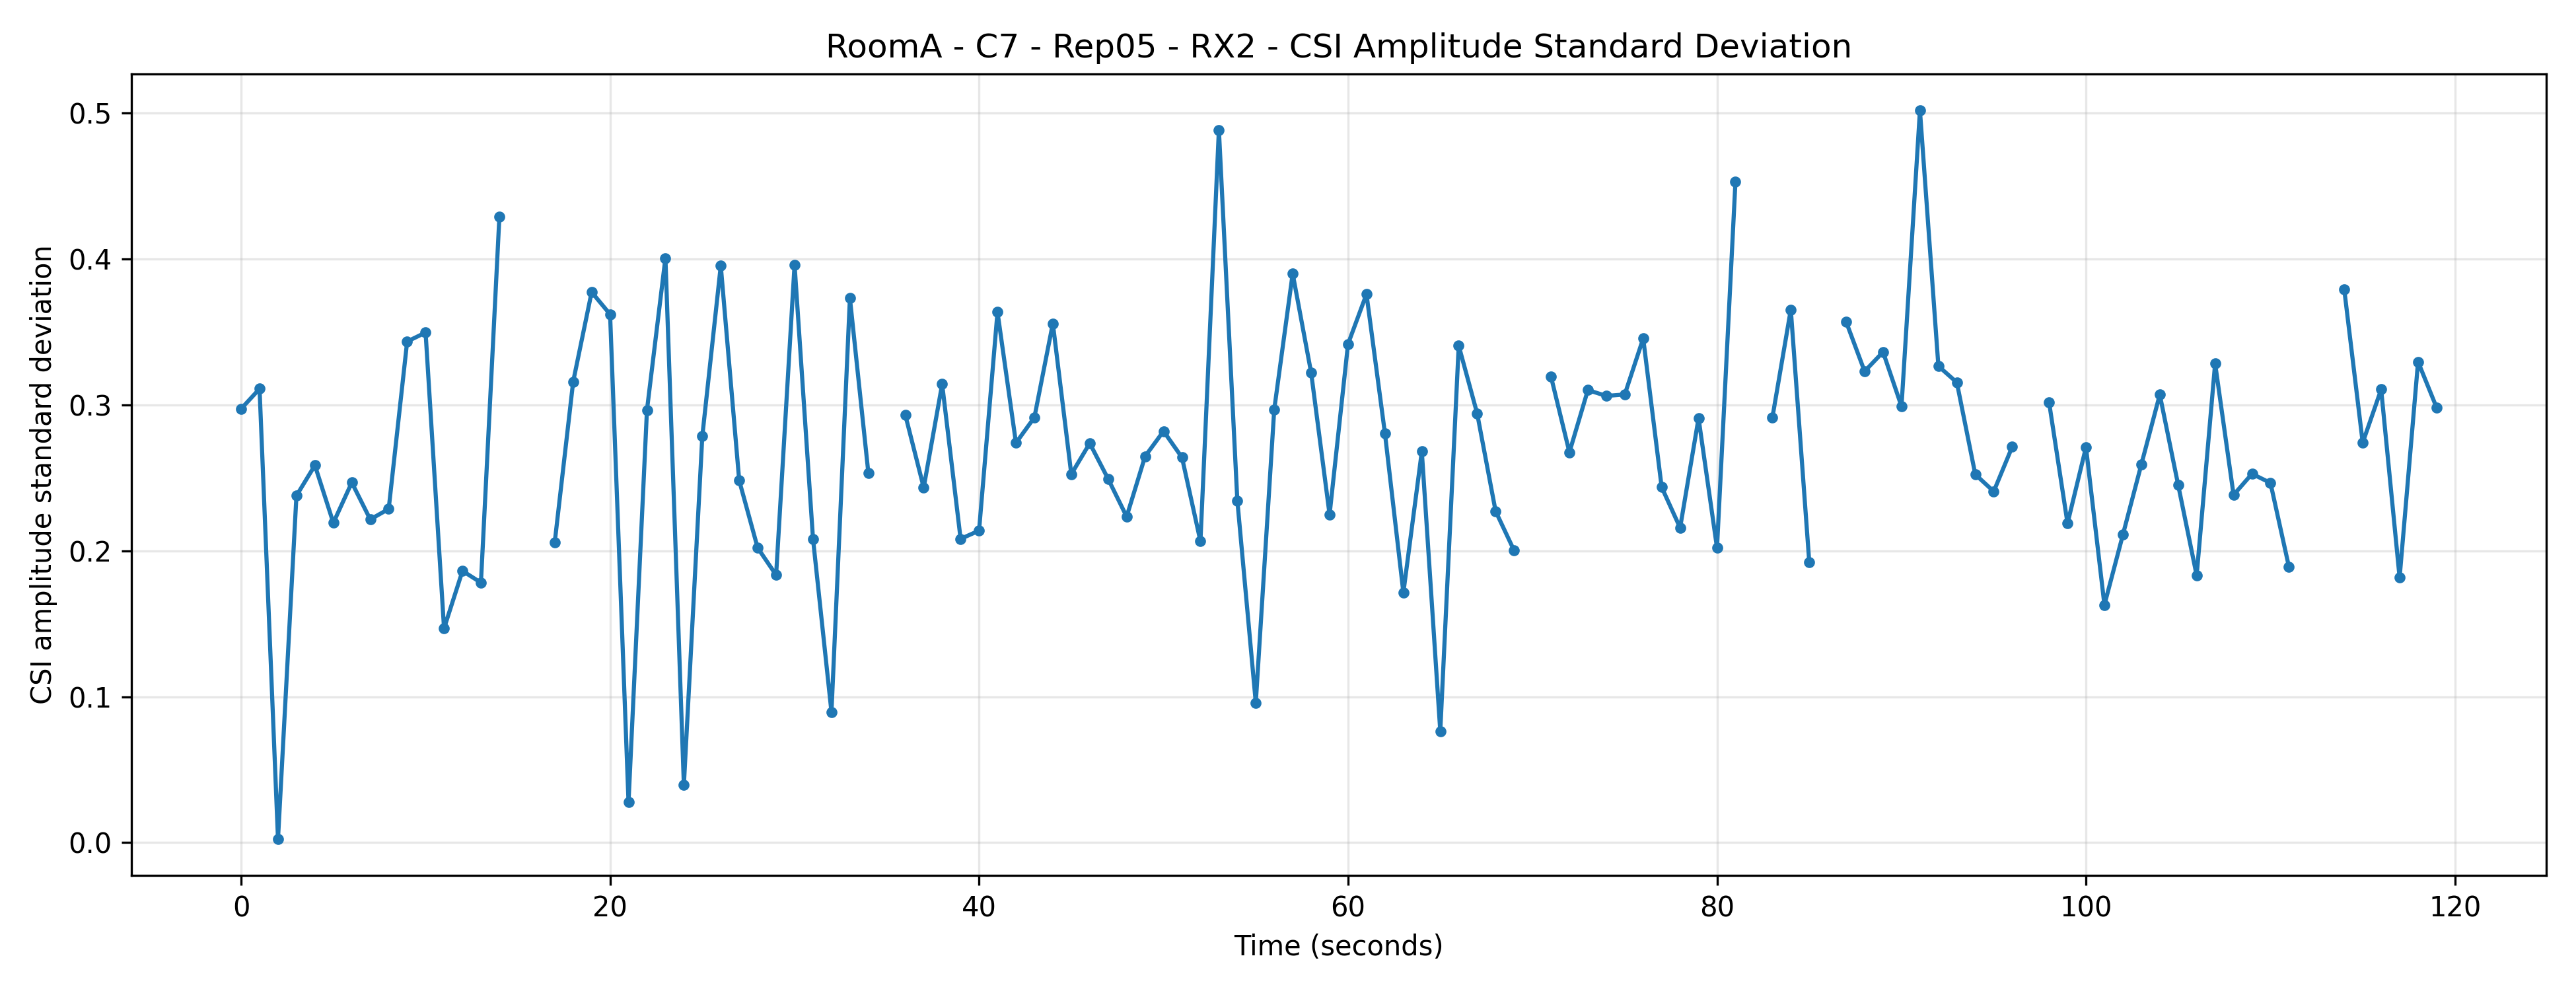 RoomA - C7 - Rep05 - RX2 - CSI Amplitude Standard Deviation
CSI amplitude standard deviation
0.5
0.4
0.3
0.2
0.1
0.0
0 20 40 60 80 100 120
Time (seconds)